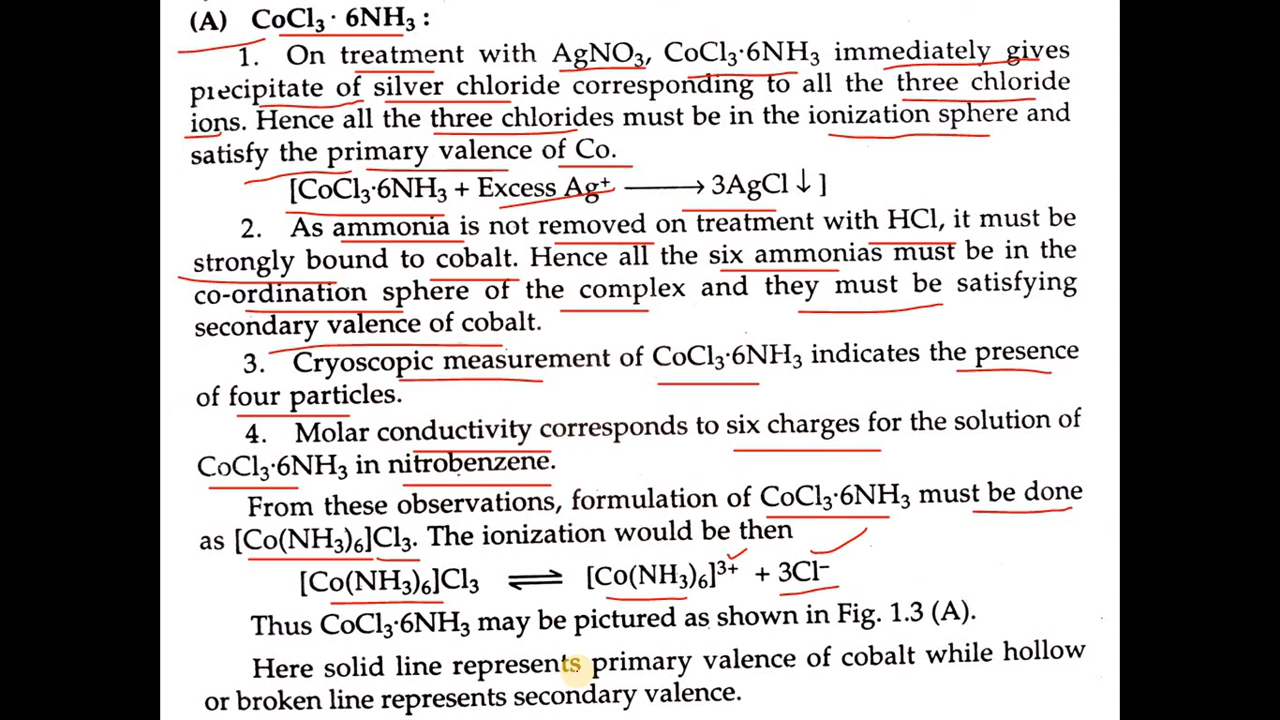 (A) CoCl₃ · 6NH₃ :
1. On treatment with AgNO₃, CoCl₃·6NH₃ immediately gives
precipitate of silver chloride corresponding to all the three chloride
ions. Hence all the three chlorides must be in the ionization sphere and
satisfy the primary valence of Co.
[CoCl₃·6NH₃ + Excess Ag⁺ ⟶ 3AgCl ↓ ]
2. As ammonia is not removed on treatment with HCl, it must be
strongly bound to cobalt. Hence all the six ammonias must be in the
co-ordination sphere of the complex and they must be satisfying
secondary valence of cobalt.
3. Cryoscopic measurement of CoCl₃·6NH₃ indicates the presence
of four particles.
4. Molar conductivity corresponds to six charges for the solution of
CoCl₃·6NH₃ in nitrobenzene.
From these observations, formulation of CoCl₃·6NH₃ must be done
as [Co(NH₃)₆]Cl₃. The ionization would be then
[Co(NH₃)₆]Cl₃ ⇌ [Co(NH₃)₆]³⁺ + 3Cl⁻
Thus CoCl₃·6NH₃ may be pictured as shown in Fig. 1.3 (A).
Here solid line represents primary valence of cobalt while hollow
or broken line represents secondary valence.